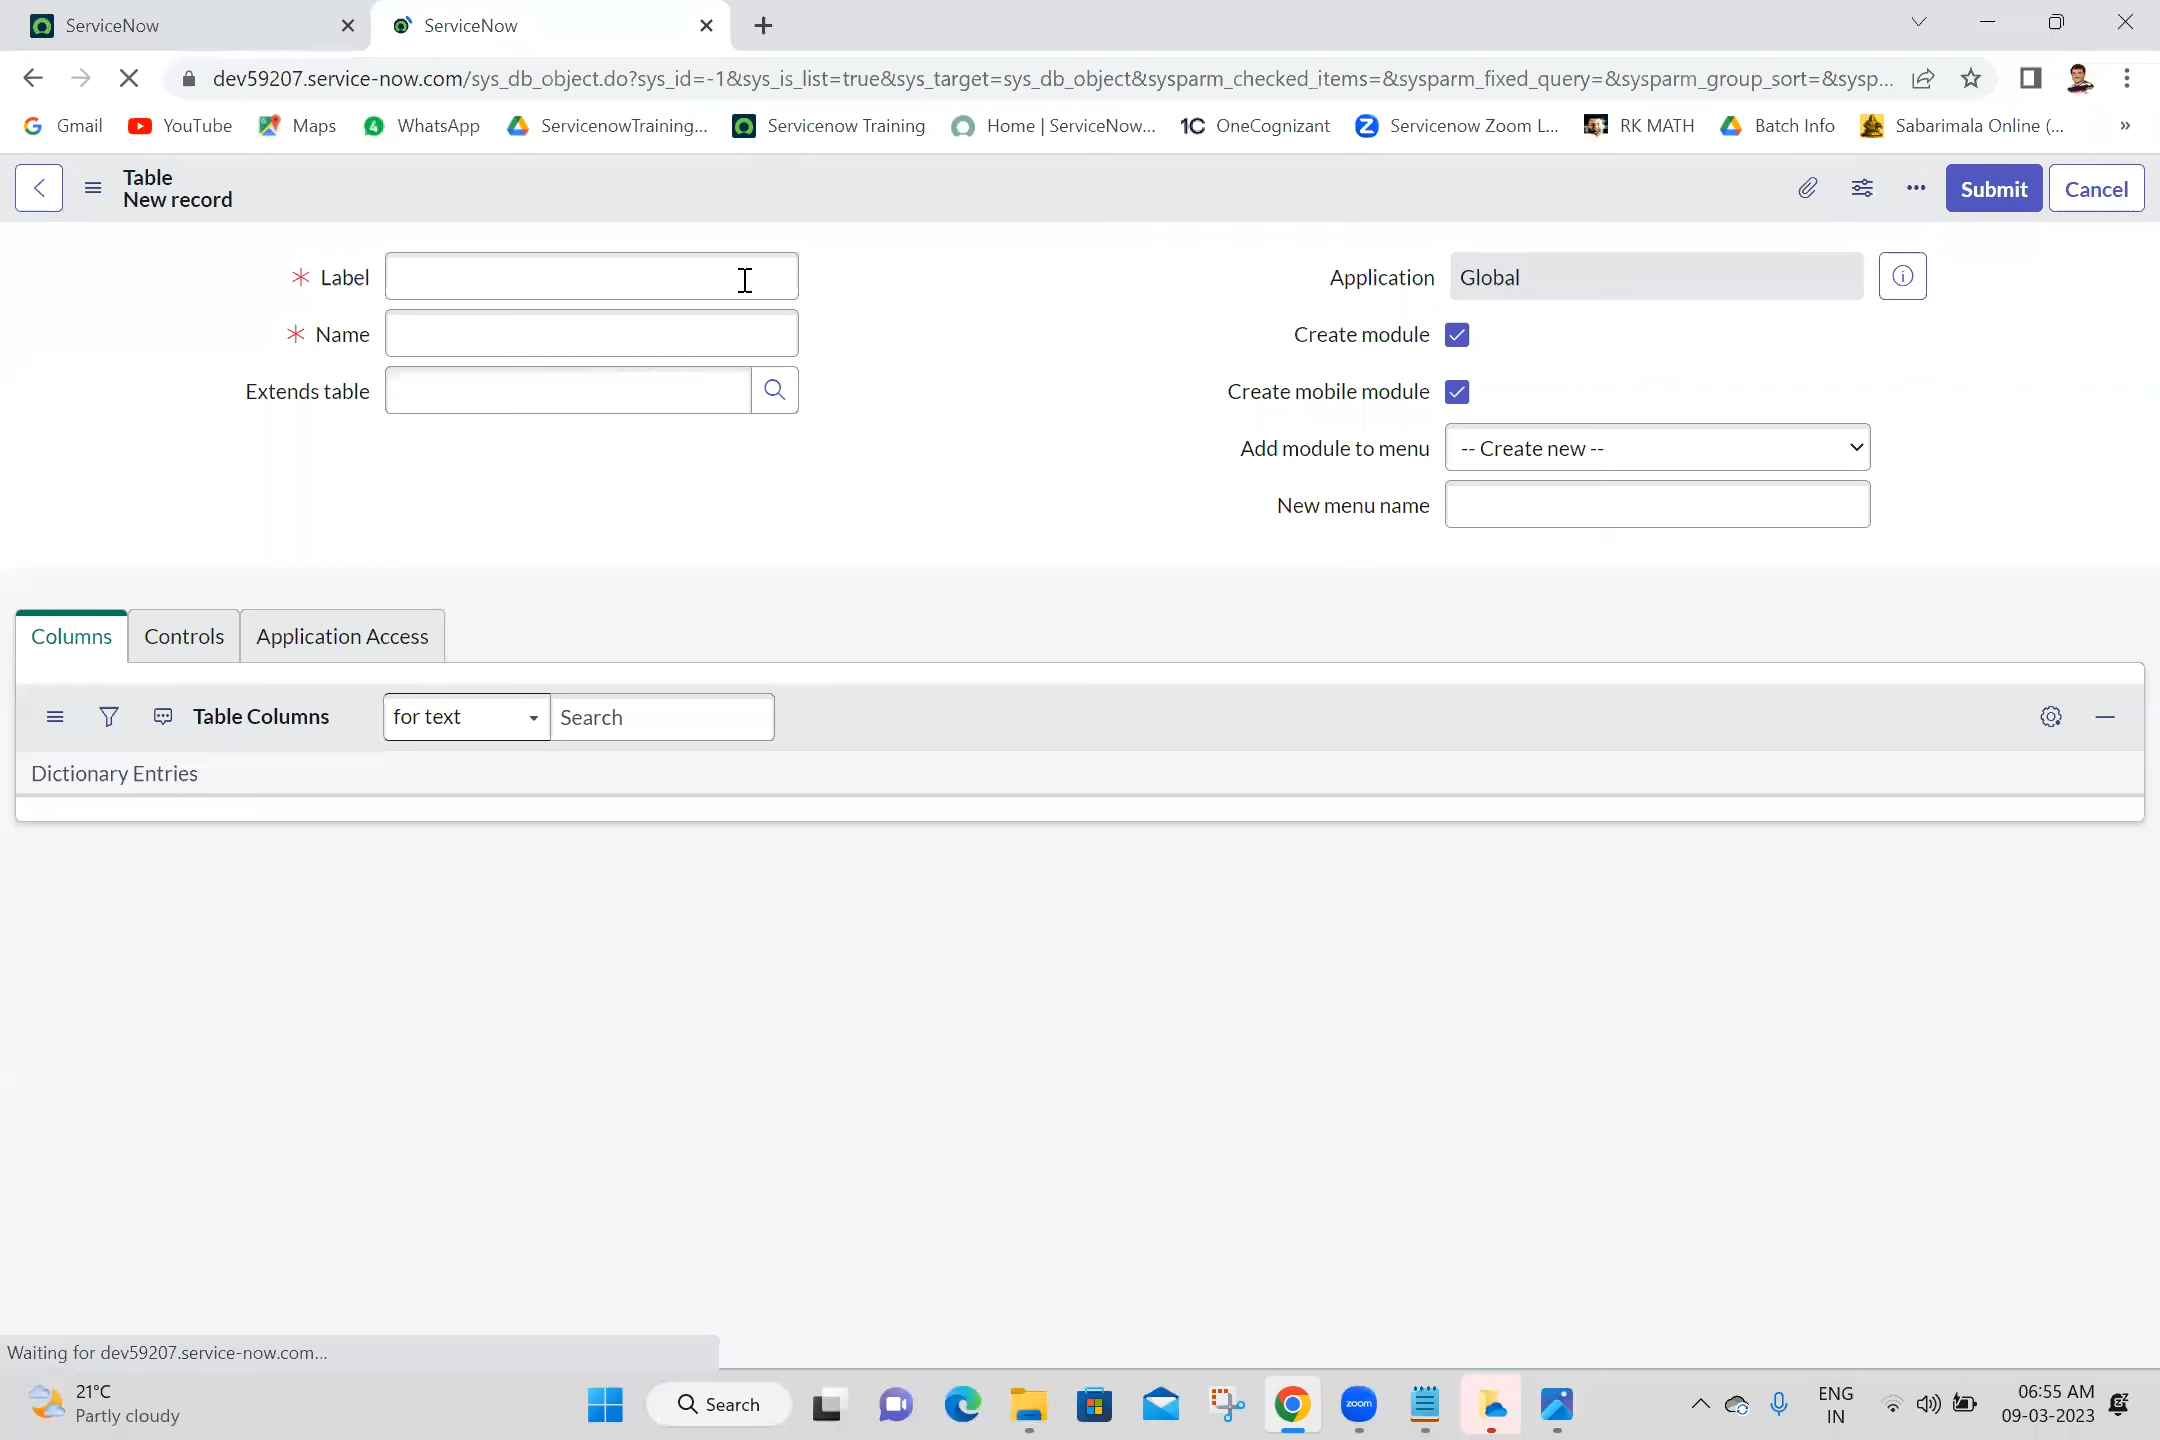 ServiceNow
ServiceNow
dev59207.service-now.com/sys_db_object.do?sys_id=-1&sys_is_list=true&sys_target=sys_db_object&sysparm_checked_items=&sysparm_fixed_query=&sysparm_group_sort=&sysp...
Gmail YouTube Maps WhatsApp ServicenowTraining... Servicenow Training Home | ServiceNow... 1C OneCognizant Servicenow Zoom L... RK MATH Batch Info Sabarimala Online (... »
Table
New record
Submit Cancel
Label
Name
Extends table
Application Global
Create module
Create mobile module
Add module to menu -- Create new --
New menu name
Columns Controls Application Access
Table Columns for text Search
Dictionary Entries
Waiting for dev59207.service-now.com...
21°C
Partly cloudy
Search
zoom
ENG
IN
06:55 AM
09-03-2023